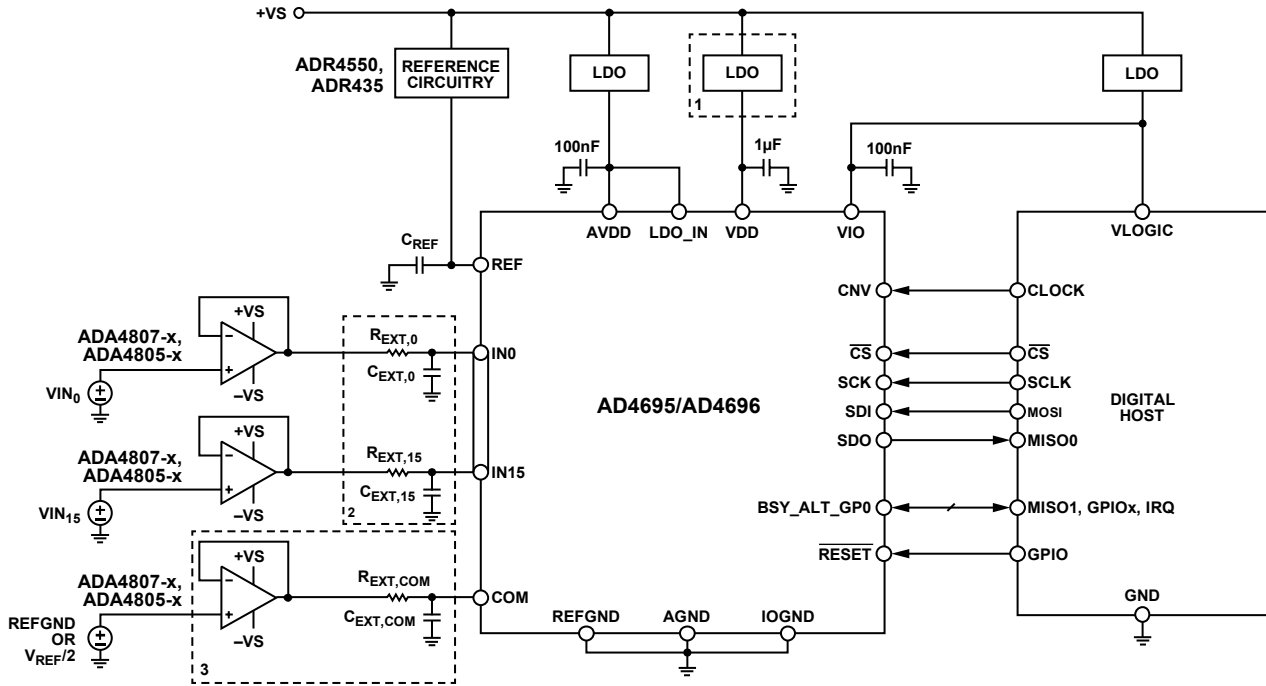 +VS
ADR4550,
ADR435
REFERENCE
CIRCUITRY
LDO
LDO
1
LDO
100nF
1µF
100nF
AVDD
LDO_IN
VDD
VIO
VLOGIC
CREF
REF
CNV
CLOCK
ADA4807-x,
ADA4805-x
+VS
–
+
–VS
VIN0
REXT,0
CEXT,0
IN0
CS
CS
SCK
SCLK
AD4695/AD4696
SDI
MOSI
DIGITAL
HOST
SDO
MISO0
ADA4807-x,
ADA4805-x
+VS
–
+
–VS
VIN15
REXT,15
CEXT,15
2
IN15
BSY_ALT_GP0
MISO1, GPIOx, IRQ
RESET
GPIO
ADA4807-x,
ADA4805-x
+VS
–
+
–VS
REFGND
OR
VREF/2
REXT,COM
CEXT,COM
3
COM
REFGND
AGND
IOGND
GND